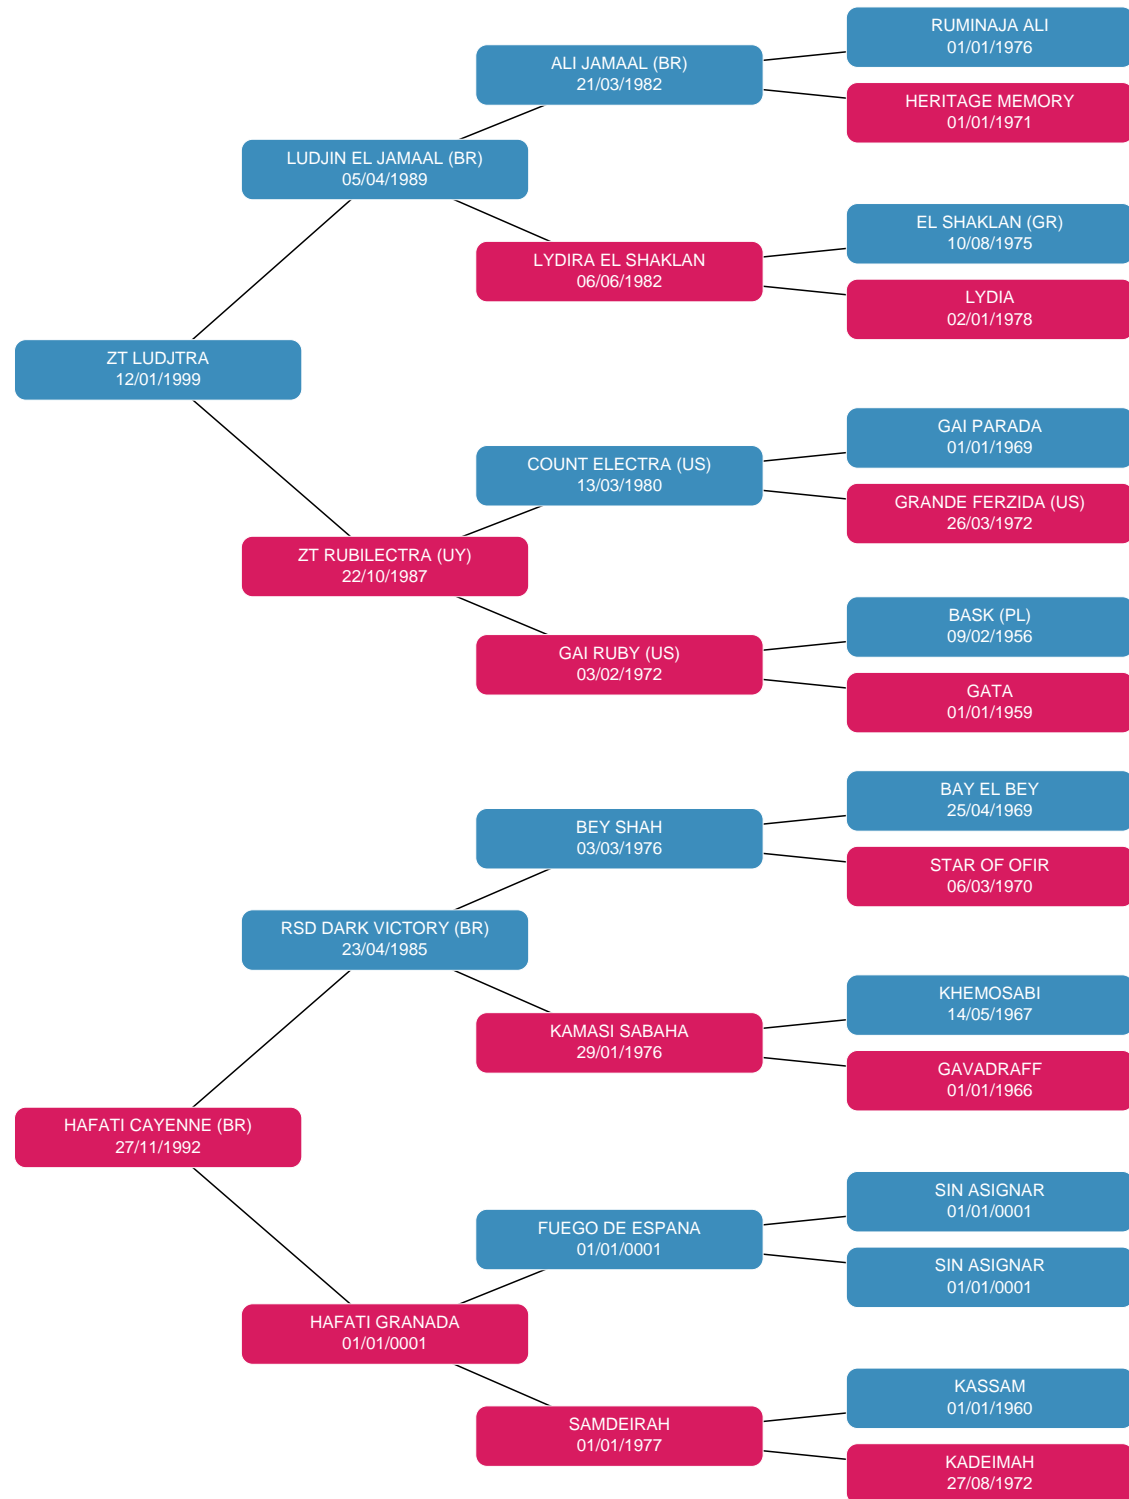 RUMINAJA ALI
01/01/1976
ALI JAMAAL (BR)
21/03/1982
HERITAGE MEMORY
01/01/1971
LUDJIN EL JAMAAL (BR)
05/04/1989
EL SHAKLAN (GR)
10/08/1975
LYDIRA EL SHAKLAN
06/06/1982
LYDIA
02/01/1978
ZT LUDJTRA
12/01/1999
GAI PARADA
01/01/1969
COUNT ELECTRA (US)
13/03/1980
GRANDE FERZIDA (US)
26/03/1972
ZT RUBILECTRA (UY)
22/10/1987
BASK (PL)
09/02/1956
GAI RUBY (US)
03/02/1972
GATA
01/01/1959
BAY EL BEY
25/04/1969
BEY SHAH
03/03/1976
STAR OF OFIR
06/03/1970
RSD DARK VICTORY (BR)
23/04/1985
KHEMOSABI
14/05/1967
KAMASI SABAHA
29/01/1976
GAVADRAFF
01/01/1966
HAFATI CAYENNE (BR)
27/11/1992
SIN ASIGNAR
01/01/0001
FUEGO DE ESPANA
01/01/0001
SIN ASIGNAR
01/01/0001
HAFATI GRANADA
01/01/0001
KASSAM
01/01/1960
SAMDEIRAH
01/01/1977
KADEIMAH
27/08/1972